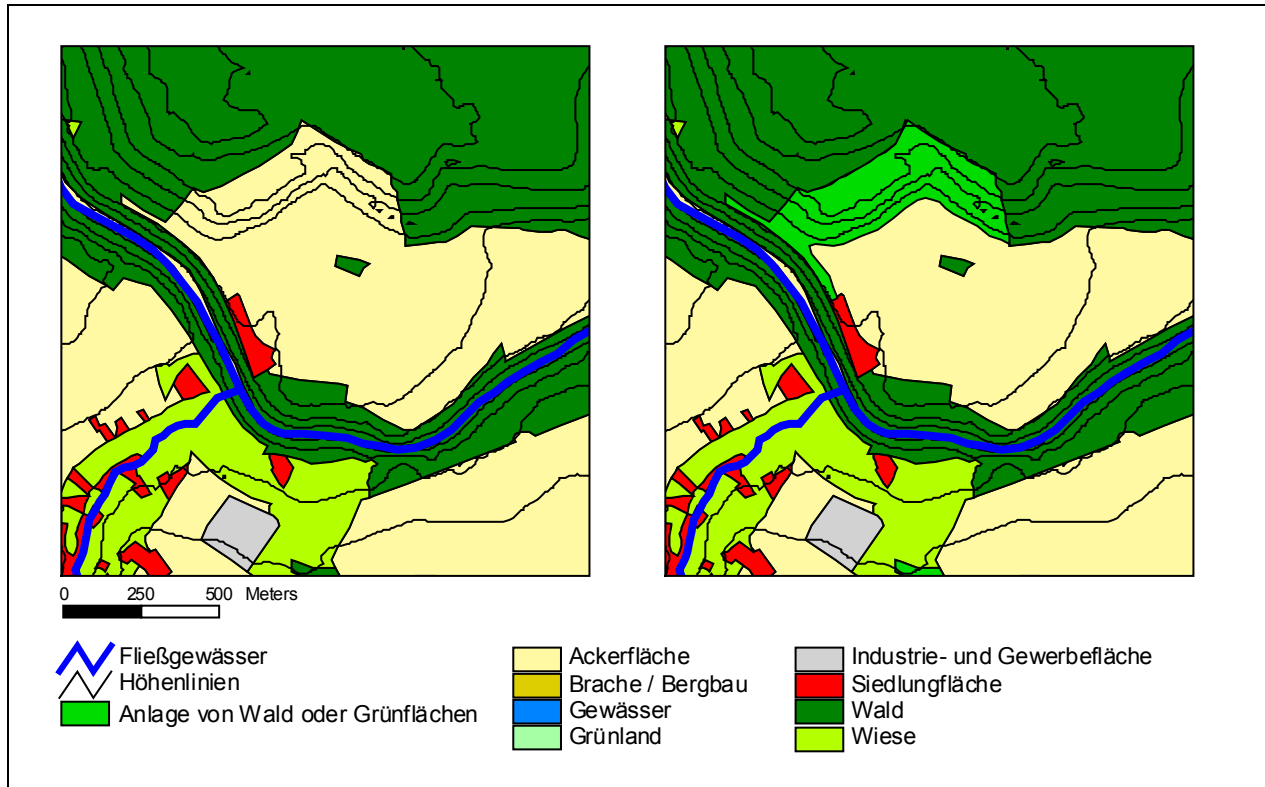 0 250 500 Meters
Fließgewässer
Höhenlinien
Anlage von Wald oder Grünflächen
Ackerfläche
Brache / Bergbau
Gewässer
Grünland
Industrie- und Gewerbefläche
Siedlungfläche
Wald
Wiese